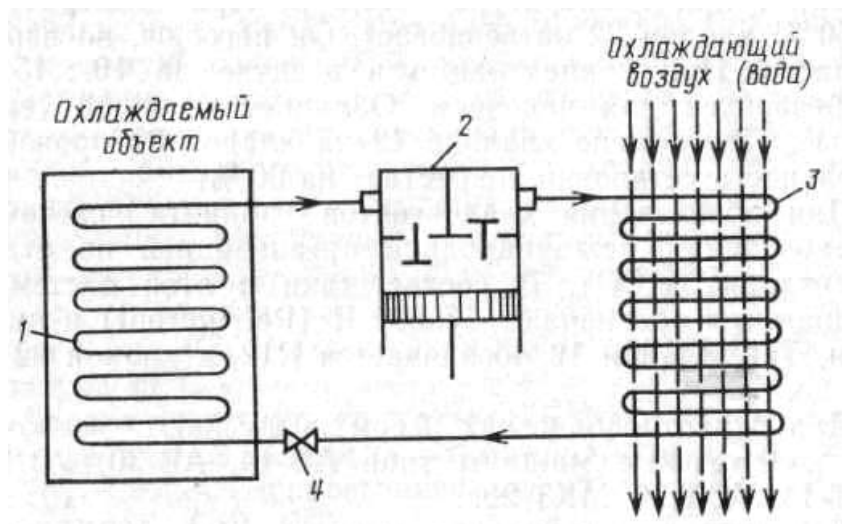 Охлаждающий
воздух (вода)
Охлаждаемый
объект
2
3
1
4